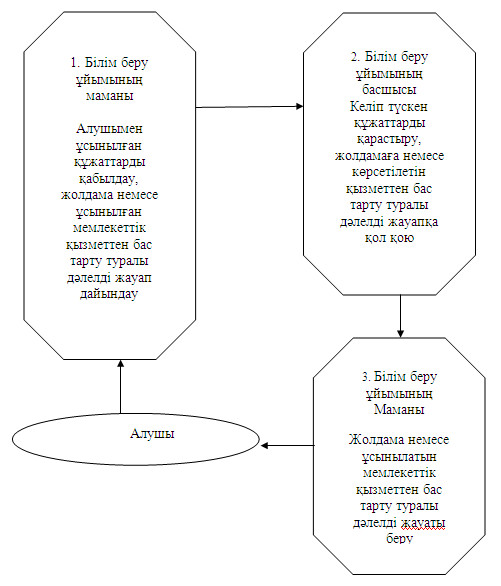 1. Білім беру
ұйымының
маманы
Алушымен
ұсынылған
құжаттарды
қабылдау,
жолдама немесе
ұсынылған
мемлекеттік
қызметтен бас
тарту туралы
дәлелді жауап
дайындау
2. Білім беру
ұйымының
басшысы
Келіп түскен
құжаттарды
қарастыру,
жолдамаға немесе
көрсетілетін
қызметтен бас
тарту туралы
дәлелді жауапқа
қол қою
3. Білім беру
ұйымының
Маманы
Жолдама немесе
ұсынылатын
мемлекеттік
қызметтен бас
тарту туралы
дәлелді жауаты
беру
Алушы